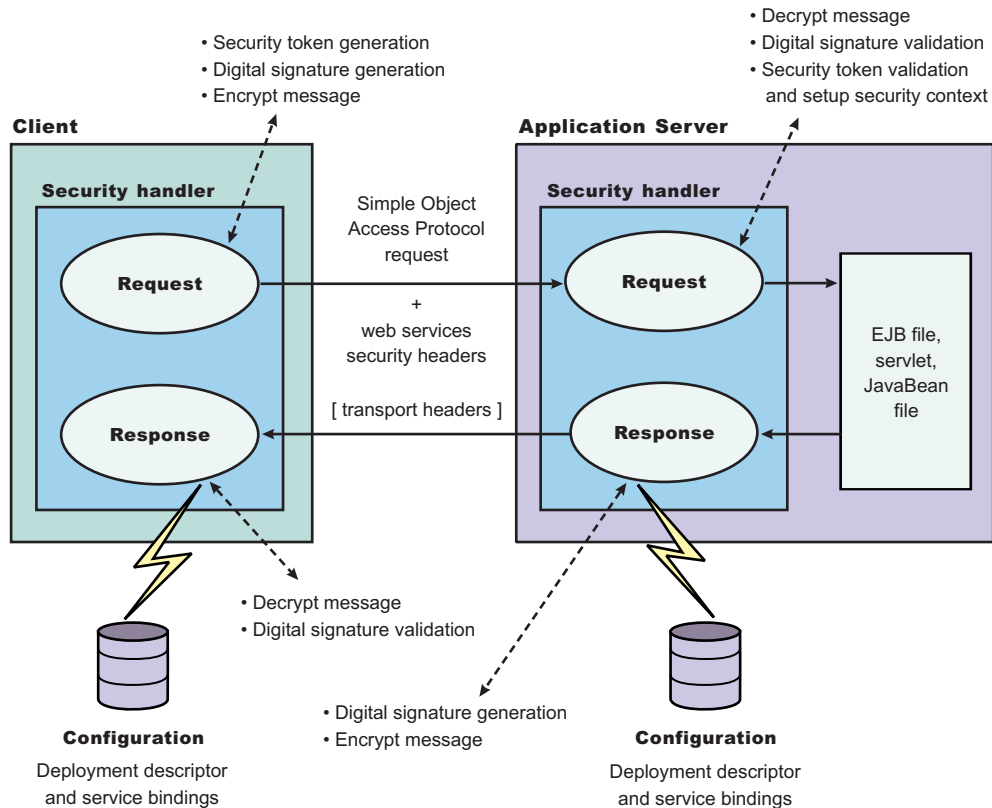 • Security token generation
• Digital signature generation
• Encrypt message
• Decrypt message
• Digital signature validation
• Security token validation
and setup security context
Client
Application Server
Security handler
Security handler
Simple Object
Access Protocol
request
Request
Request
+
web services
security headers
EJB file,
servlet,
JavaBean
file
[ transport headers ]
Response
Response
• Decrypt message
• Digital signature validation
• Digital signature generation
• Encrypt message
Configuration
Deployment descriptor
and service bindings
Configuration
Deployment descriptor
and service bindings